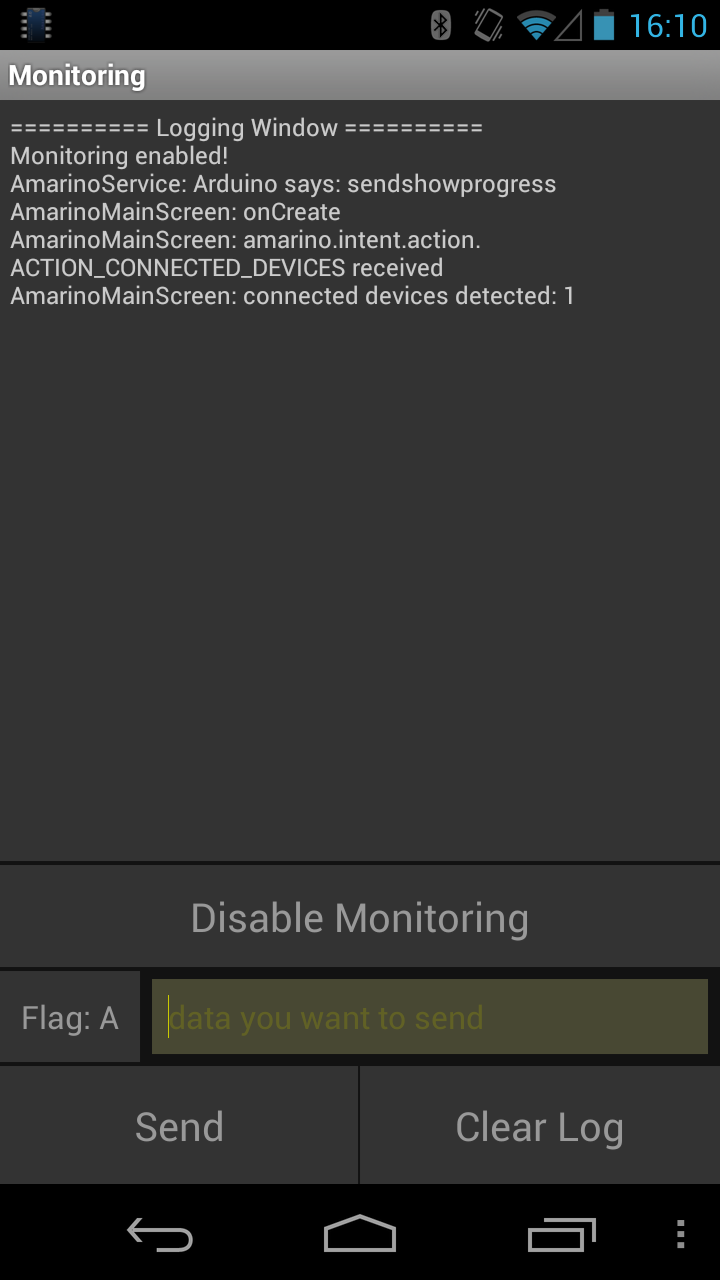 16:10
Monitoring
========== Logging Window ==========
Monitoring enabled!
AmarinoService: Arduino says: sendshowprogress
AmarinoMainScreen: onCreate
AmarinoMainScreen: amarino.intent.action.
ACTION_CONNECTED_DEVICES received
AmarinoMainScreen: connected devices detected: 1
Disable Monitoring
Flag: A
data you want to send
Send
Clear Log